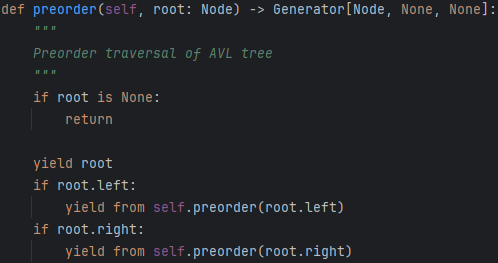 def preorder(self, root: Node) -> Generator[Node, None, None]:
    """
    Preorder traversal of AVL tree
    """
    if root is None:
        return

    yield root
    if root.left:
        yield from self.preorder(root.left)
    if root.right:
        yield from self.preorder(root.right)